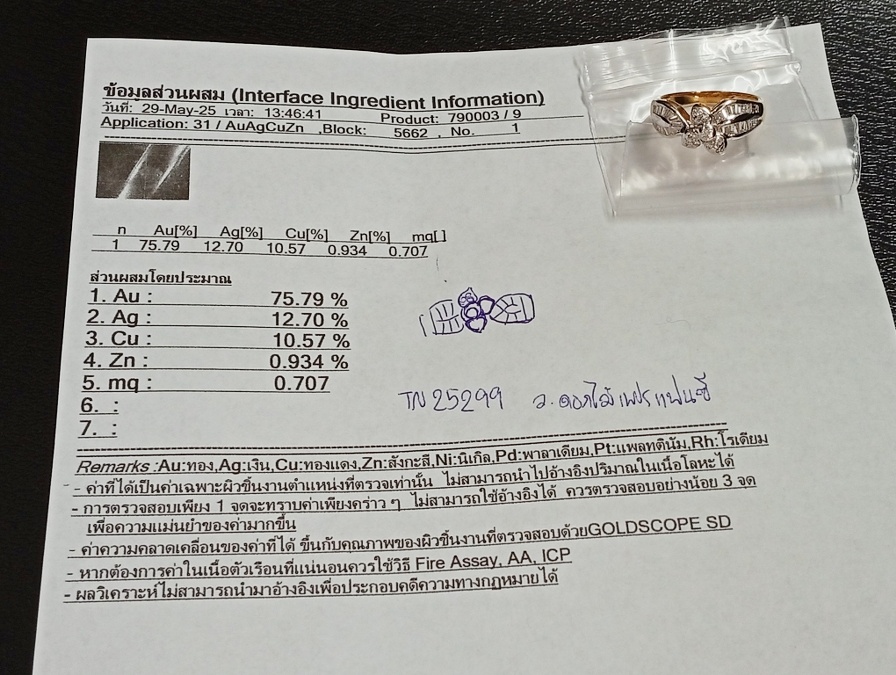 ข้อมูลส่วนผสม (Interface Ingredient Information)
วันที่: 29-May-25 เวลา: 13:46:41 Product: 790003 / 9
Application: 31 / AuAgCuZn ,Block: 5662 , No. 1
n Au[%] Ag[%] Cu[%] Zn[%] mq[ ]
1 75.79 12.70 10.57 0.934 0.707
ส่วนผสมโดยประมาณ
1. Au : 75.79 %
2. Ag : 12.70 %
3. Cu : 10.57 %
4. Zn : 0.934 %
5. mq : 0.707
6. :
7. :
TN 25299 ว. ดอกไม้ เพชร แฟนซี
Remarks :Au:ทอง,Ag:เงิน,Cu:ทองแดง,Zn:สังกะสี,Ni:นิเกิล,Pd:พาลาเดียม,Pt:แพลทตินั่ม,Rh:โรเดียม
- ค่าที่ได้เป็นค่าเฉพาะผิวชิ้นงานตำแหน่งที่ตรวจเท่านั้น ไม่สามารถนำไปอ้างอิงปริมาณในเนื้อโลหะได้
- การตรวจสอบเพียง 1 จุดจะทราบค่าเพียงคร่าว ๆ ไม่สามารถใช้อ้างอิงได้ ควรตรวจสอบอย่างน้อย 3 จุด
เพื่อความแม่นยำของค่ามากขึ้น
- ค่าความคลาดเคลื่อนของค่าที่ได้ ขึ้นกับคุณภาพของผิวชิ้นงานที่ตรวจสอบด้วยGOLDSCOPE SD
- หากต้องการค่าในเนื้อตัวเรือนที่แน่นอนควรใช้วิธี Fire Assay, AA, ICP
- ผลวิเคราะห์ไม่สามารถนำมาอ้างอิงเพื่อประกอบคดีความทางกฎหมายได้